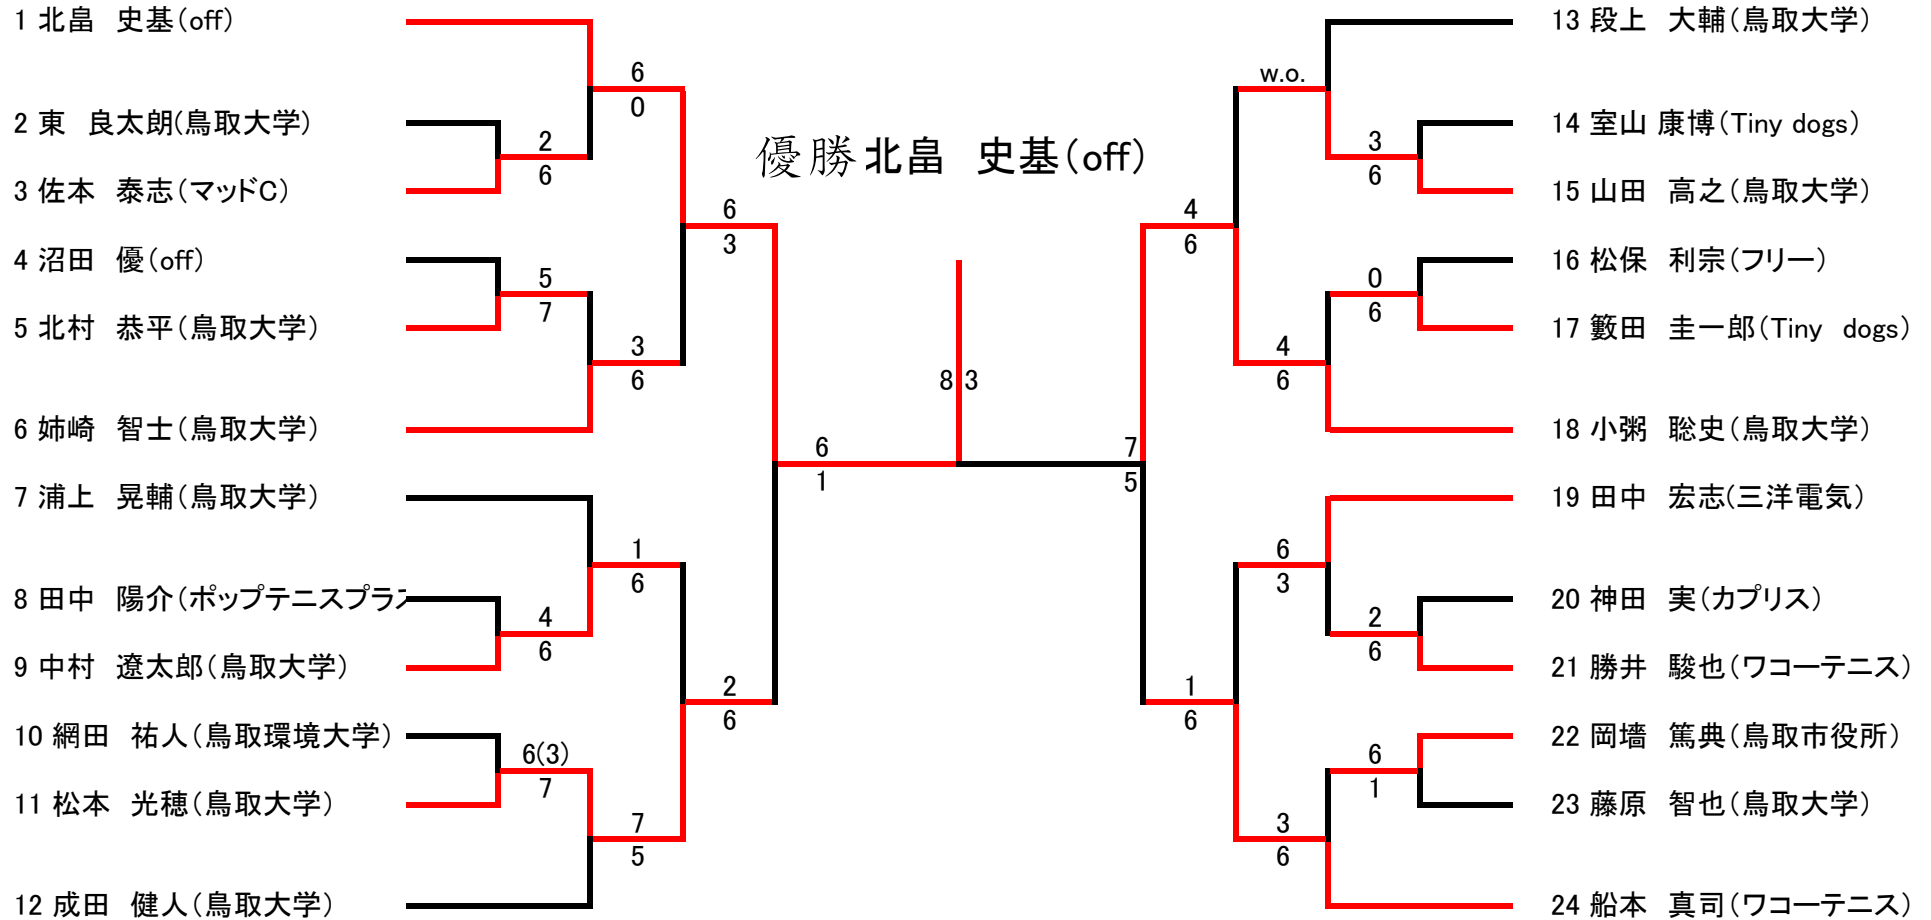 1 北畠　史基(off)
2 東　良太朗(鳥取大学)
3 佐本　泰志(マッドC)
4 沼田　優(off)
5 北村　恭平(鳥取大学)
6 姉崎　智士(鳥取大学)
7 浦上　晃輔(鳥取大学)
8 田中　陽介(ポップテニスプラス
9 中村　遼太郎(鳥取大学)
10 網田　祐人(鳥取環境大学)
11 松本　光穂(鳥取大学)
12 成田　健人(鳥取大学)
2
6
5
7
4
6
6(3)
7
6
0
3
6
1
6
7
5
6
3
2
6
6
1
優勝 北畠　史基(off)
8 3
7
5
4
6
1
6
w.o.
4
6
6
3
3
6
3
6
0
6
2
6
6
1
13 段上　大輔(鳥取大学)
14 室山 康博(Tiny dogs)
15 山田　高之(鳥取大学)
16 松保　利宗(フリー)
17 籔田　圭一郎(Tiny　dogs)
18 小粥　聡史(鳥取大学)
19 田中　宏志(三洋電気)
20 神田　実(カプリス)
21 勝井　駿也(ワコーテニス)
22 岡墻　篤典(鳥取市役所)
23 藤原　智也(鳥取大学)
24 船本　真司(ワコーテニス)